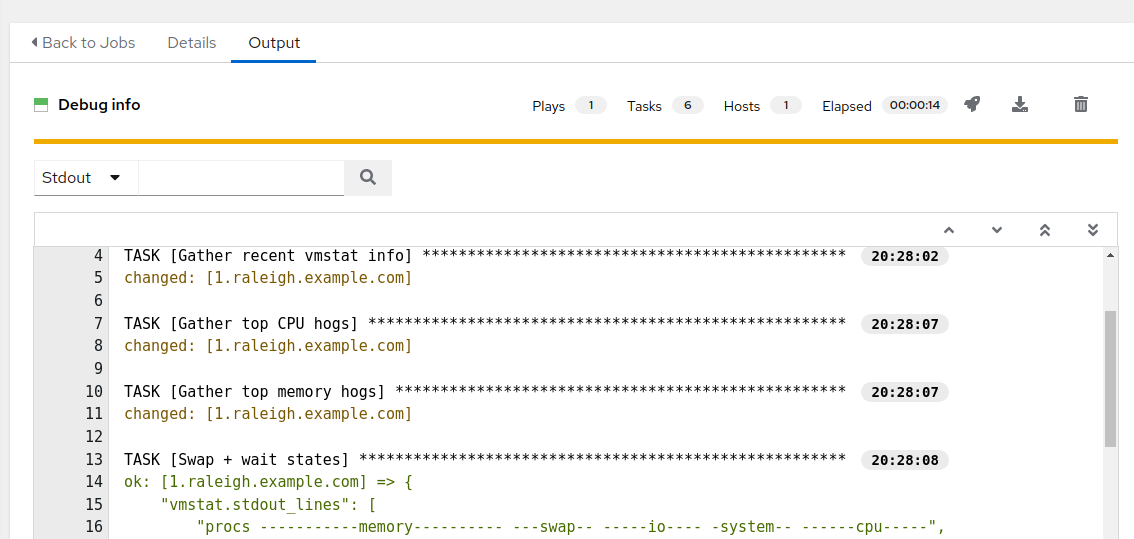 Back to Jobs Details Output
Debug info Plays 1 Tasks 6 Hosts 1 Elapsed 00:00:14
Stdout
4 TASK [Gather recent vmstat info] *********************************************** 20:28:02
5 changed: [1.raleigh.example.com]
6
7 TASK [Gather top CPU hogs] ***************************************************** 20:28:07
8 changed: [1.raleigh.example.com]
9
10 TASK [Gather top memory hogs] ************************************************** 20:28:07
11 changed: [1.raleigh.example.com]
12
13 TASK [Swap + wait states] ****************************************************** 20:28:08
14 ok: [1.raleigh.example.com] => {
15 "vmstat.stdout_lines": [
16 "procs -----------memory---------- ---swap-- -----io---- -system-- ------cpu-----",